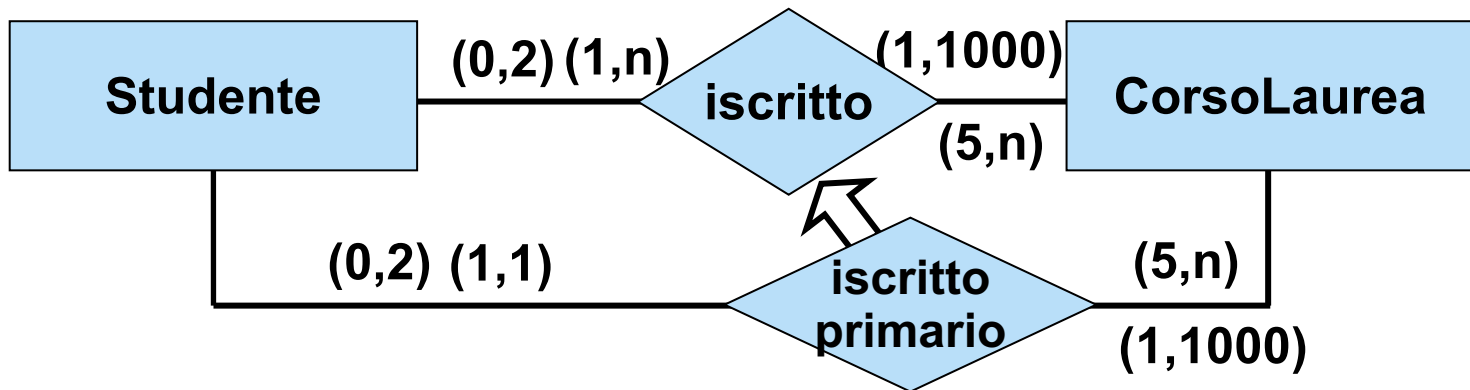 Studente
(0,2) (1,n)
iscritto
(1,1000)
(5,n)
CorsoLaurea
(0,2) (1,1)
iscritto
primario
(5,n)
(1,1000)